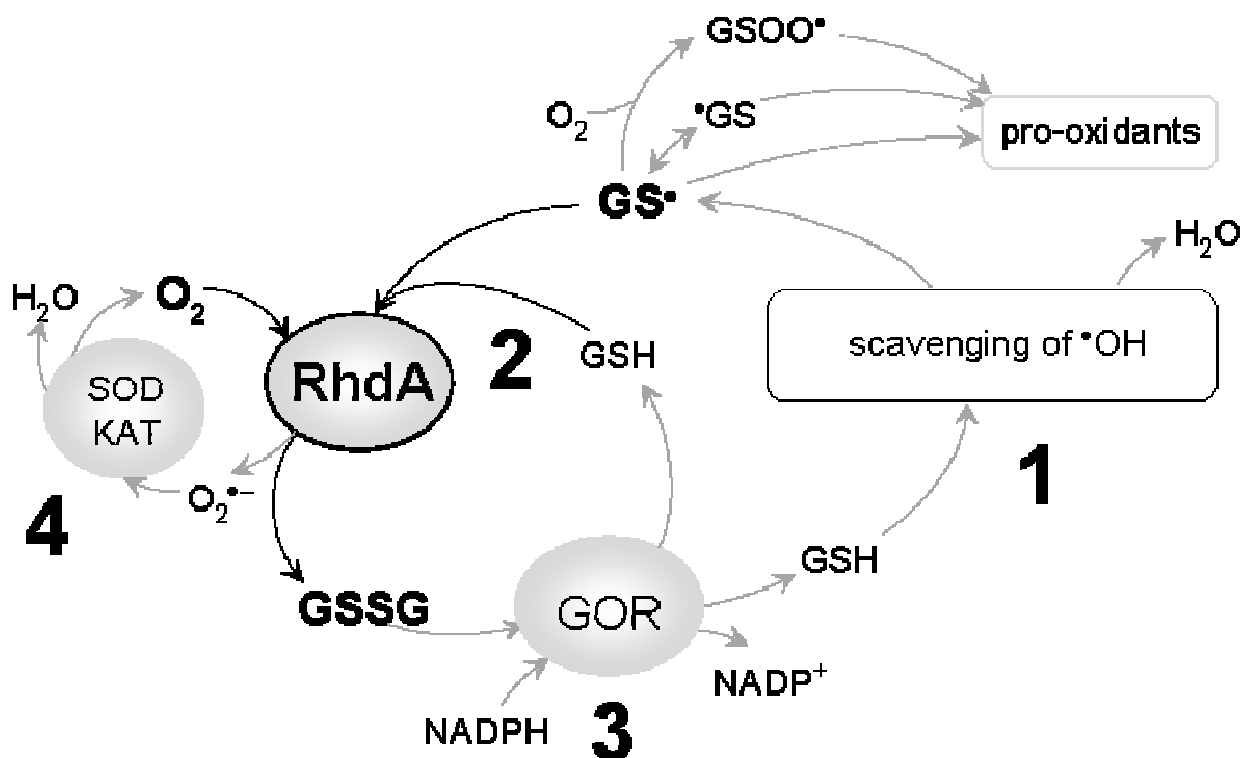 GSOO•
O₂
•GS
pro-oxidants
GS•
H₂O
H₂O
O₂
scavenging of •OH
2
GSH
RhdA
SOD
KAT
1
O₂•−
4
GSH
GSSG
GOR
NADP⁺
NADPH
3